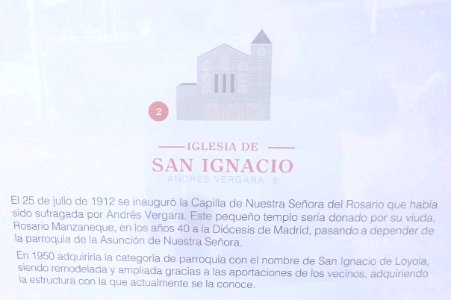 2
IGLESIA DE
SAN IGNACIO
ANDRÉS VERGARA, 5
El 25 de julio de 1912 se inauguró la Capilla de Nuestra Señora del Rosario que había
sido sufragada por Andrés Vergara. Este pequeño templo sería donado por su viuda,
Rosario Manzaneque, en los años 40 a la Diócesis de Madrid, pasando a depender de
la parroquia de la Asunción de Nuestra Señora.
En 1950 adquiriría la categoría de parroquia con el nombre de San Ignacio de Loyola,
siendo remodelada y ampliada gracias a las aportaciones de los vecinos, adquiriendo
la estructura con la que actualmente se la conoce.